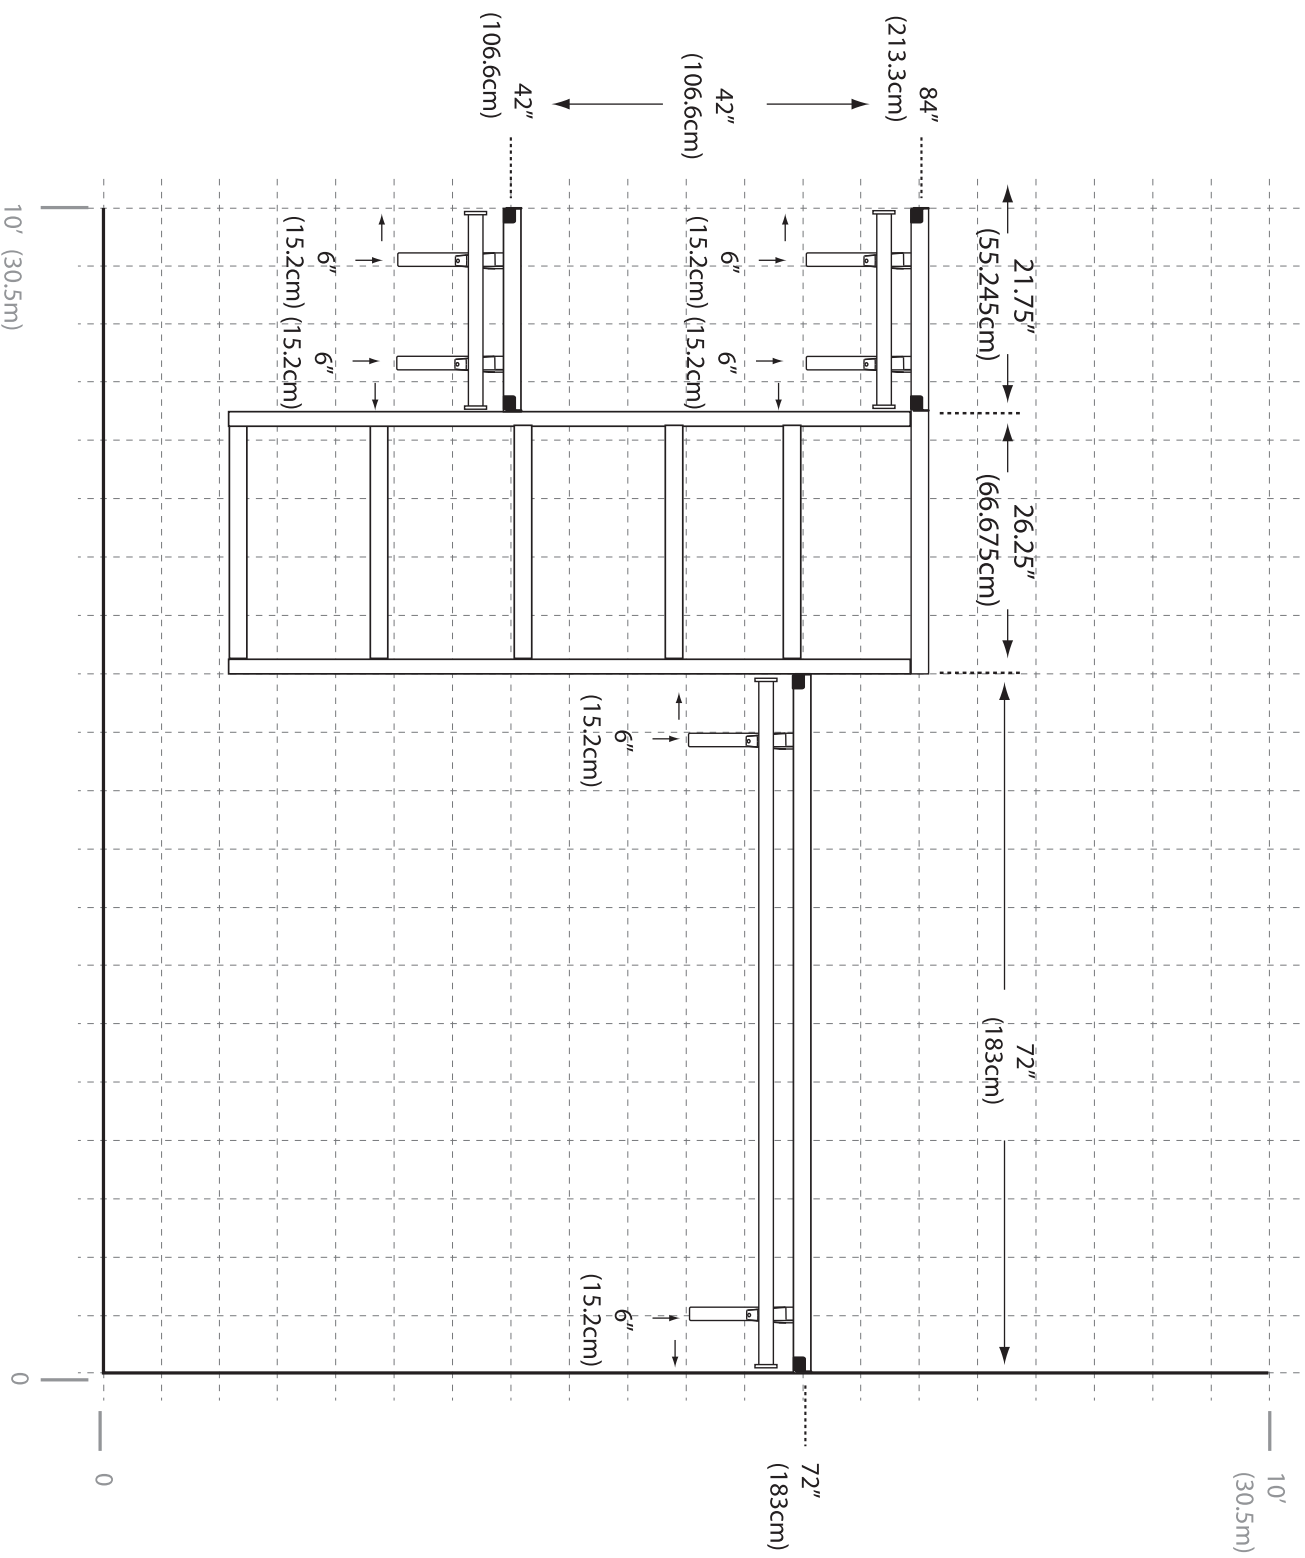 10′
(30.5m)
21.75″
(55.245cm)
26.25″
(66.675cm)
72″
(183cm)
84″
(213.3cm)
72″
(183cm)
42″
(106.6cm)
6″
(15.2cm)
6″
(15.2cm)
6″
(15.2cm)
6″
(15.2cm)
42″
(106.6cm)
6″
(15.2cm)
6″
(15.2cm)
0
10′ (30.5m)
0